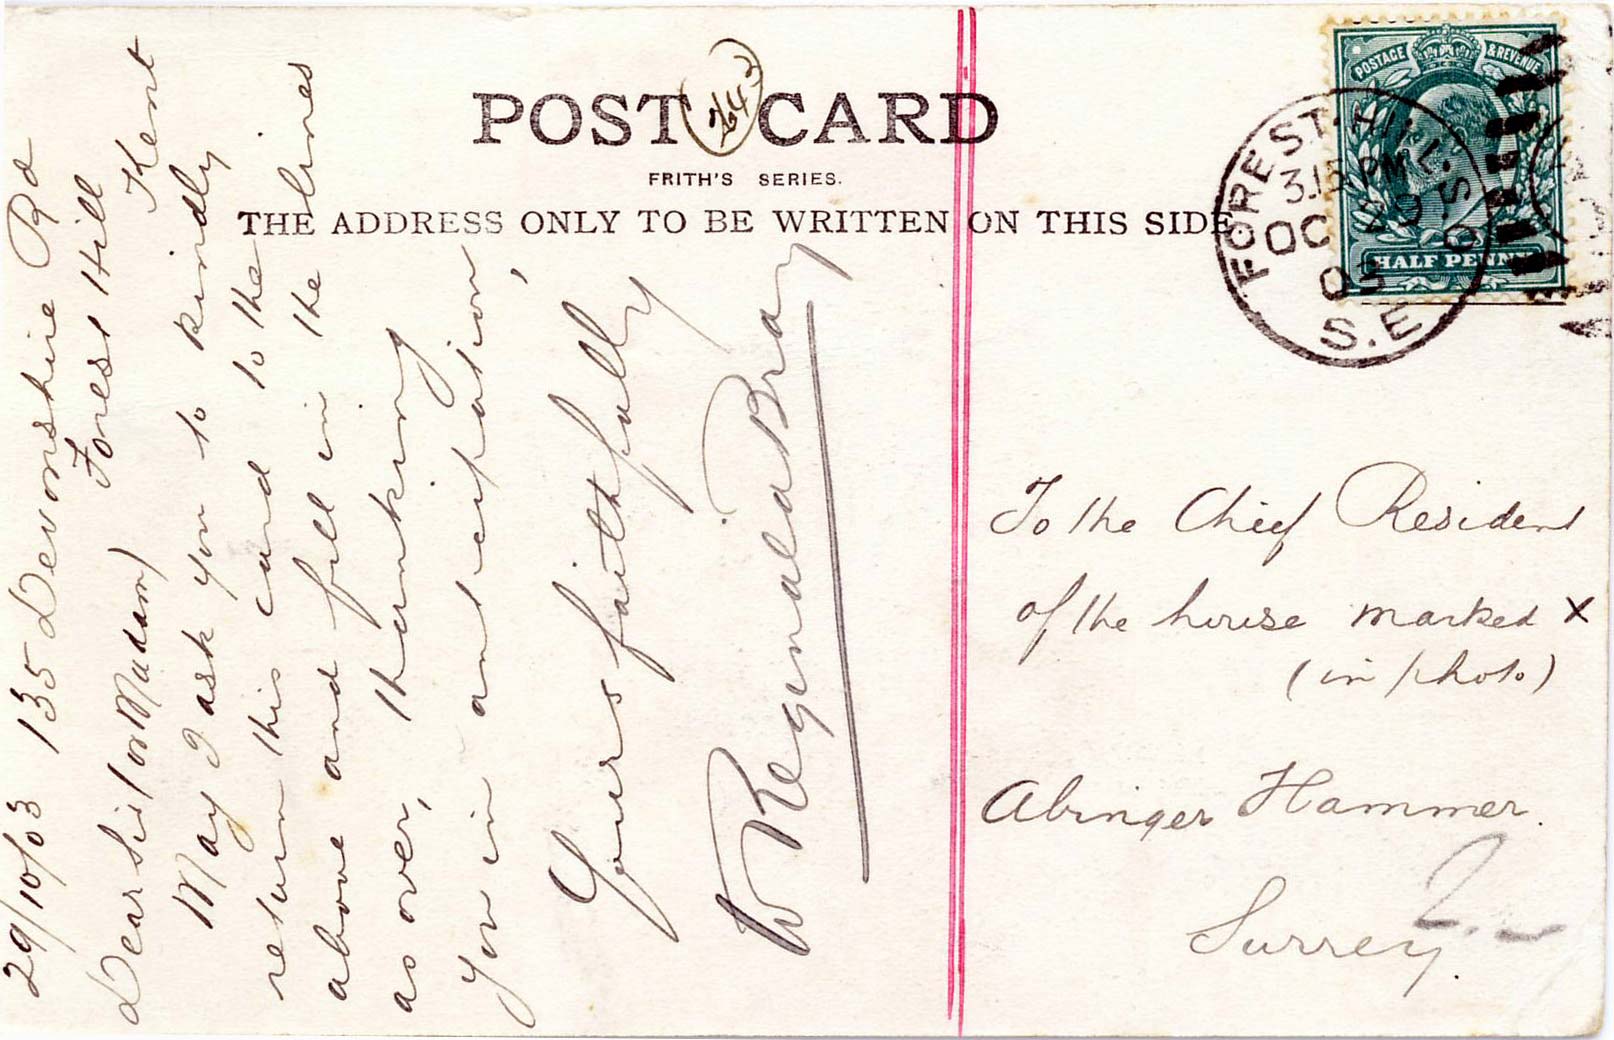 POST CARD
FRITH'S SERIES.
THE ADDRESS ONLY TO BE WRITTEN ON THIS SIDE
POSTAGE & REVENUE
HALF PENNY
FOREST·HILL·S.O
3.15 PM
OC 29
03
S.E
29/10/03 135 Devonshire Rd
Forest Hill
Kent
Dear Sir (or Madam)
May I ask you to kindly
return this card to the
above and fill in the lines
as over, thanking
you in anticipation,
Yours faithfully
W Reginald Bray
To the Chief Resident
of the house marked X
(in photo)
Abinger Hammer.
Surrey.